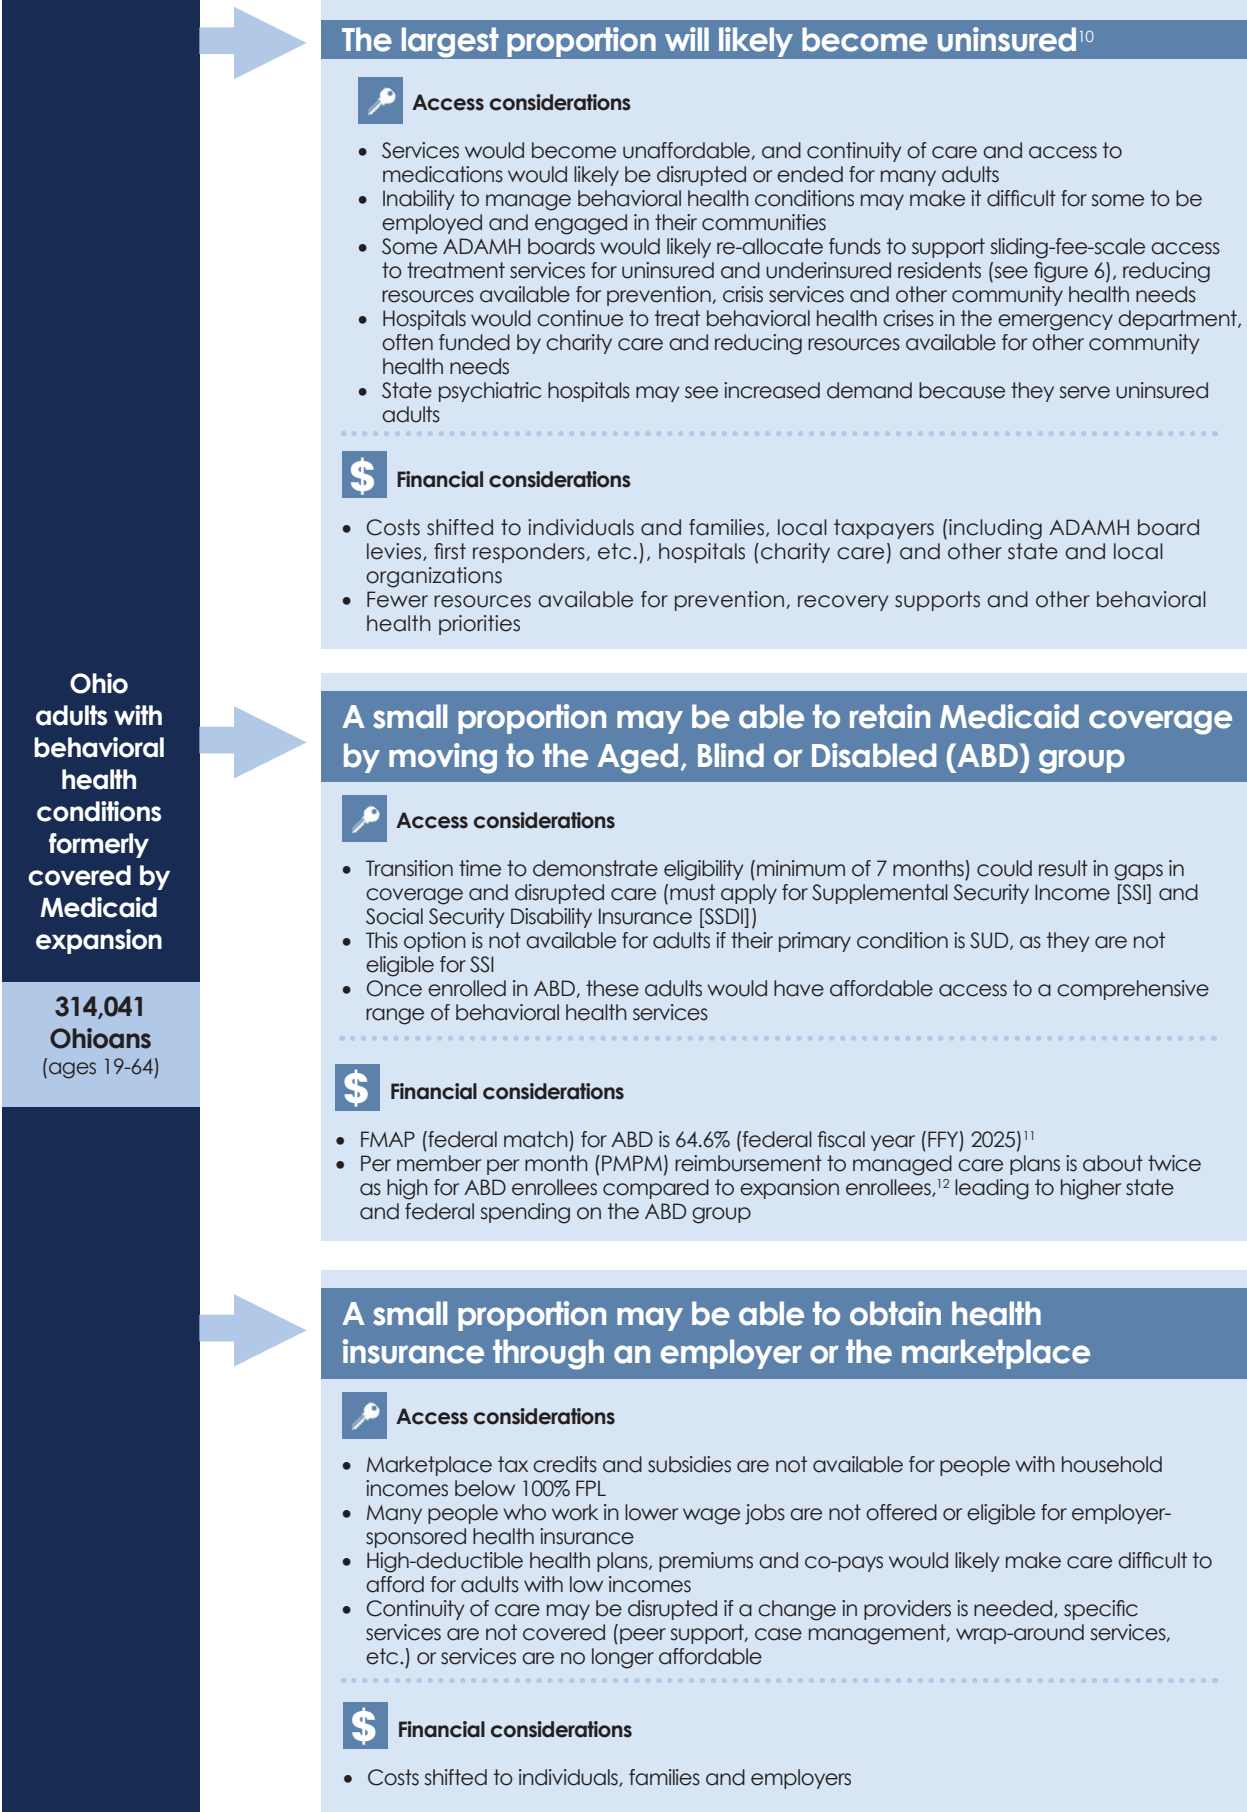 The largest proportion will likely become uninsured10
Access considerations
• Services would become unaffordable, and continuity of care and access to
medications would likely be disrupted or ended for many adults
• Inability to manage behavioral health conditions may make it difficult for some to be
employed and engaged in their communities
• Some ADAMH boards would likely re-allocate funds to support sliding-fee-scale access
to treatment services for uninsured and underinsured residents (see figure 6), reducing
resources available for prevention, crisis services and other community health needs
• Hospitals would continue to treat behavioral health crises in the emergency department,
often funded by charity care and reducing resources available for other community
health needs
• State psychiatric hospitals may see increased demand because they serve uninsured
adults
$ Financial considerations
• Costs shifted to individuals and families, local taxpayers (including ADAMH board
levies, first responders, etc.), hospitals (charity care) and other state and local
organizations
• Fewer resources available for prevention, recovery supports and other behavioral
health priorities
Ohio
adults with
behavioral
health
conditions
formerly
covered by
Medicaid
expansion
314,041
Ohioans
(ages 19-64)
A small proportion may be able to retain Medicaid coverage
by moving to the Aged, Blind or Disabled (ABD) group
Access considerations
• Transition time to demonstrate eligibility (minimum of 7 months) could result in gaps in
coverage and disrupted care (must apply for Supplemental Security Income [SSI] and
Social Security Disability Insurance [SSDI])
• This option is not available for adults if their primary condition is SUD, as they are not
eligible for SSI
• Once enrolled in ABD, these adults would have affordable access to a comprehensive
range of behavioral health services
$ Financial considerations
• FMAP (federal match) for ABD is 64.6% (federal fiscal year (FFY) 2025)11
• Per member per month (PMPM) reimbursement to managed care plans is about twice
as high for ABD enrollees compared to expansion enrollees,12 leading to higher state
and federal spending on the ABD group
A small proportion may be able to obtain health
insurance through an employer or the marketplace
Access considerations
• Marketplace tax credits and subsidies are not available for people with household
incomes below 100% FPL
• Many people who work in lower wage jobs are not offered or eligible for employer-
sponsored health insurance
• High-deductible health plans, premiums and co-pays would likely make care difficult to
afford for adults with low incomes
• Continuity of care may be disrupted if a change in providers is needed, specific
services are not covered (peer support, case management, wrap-around services,
etc.) or services are no longer affordable
$ Financial considerations
• Costs shifted to individuals, families and employers